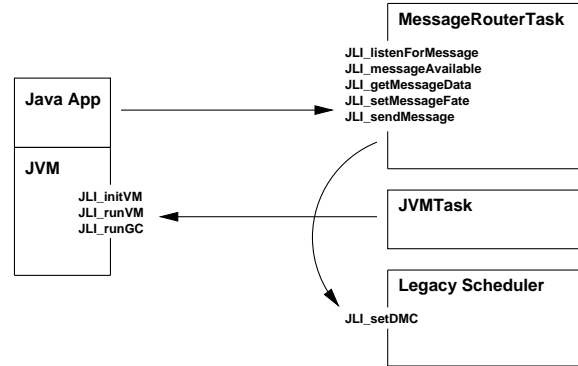 MessageRouterTask
JLI_listenForMessage
JLI_messageAvailable
JLI_getMessageData
JLI_setMessageFate
JLI_sendMessage
Java App
JVM
JLI_initVM
JLI_runVM
JLI_runGC
JVMTask
Legacy Scheduler
JLI_setDMC